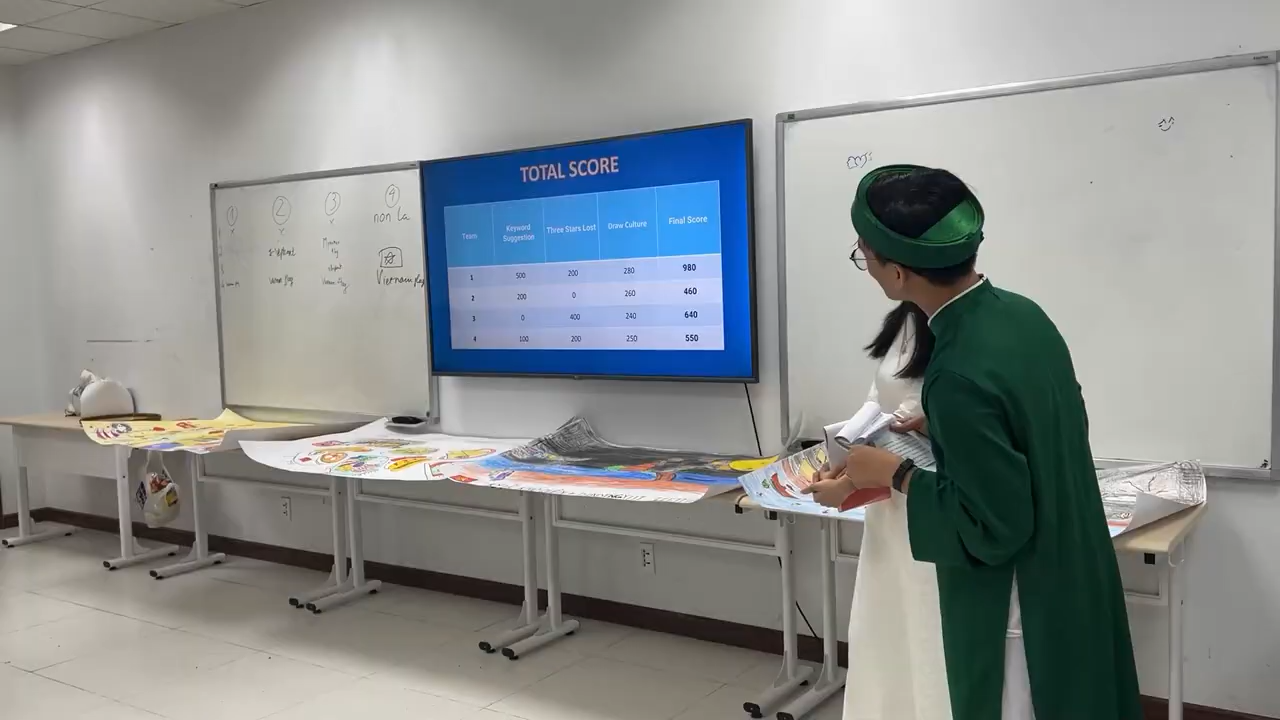 1
2
3
4
non la
Vietnam flag
TOTAL SCORE
Team
Keyword
Suggestion
Three Stars Lost
Draw Culture
Final Score
1 500 200 280 980
2 200 0 260 460
3 0 400 240 640
4 100 200 250 550